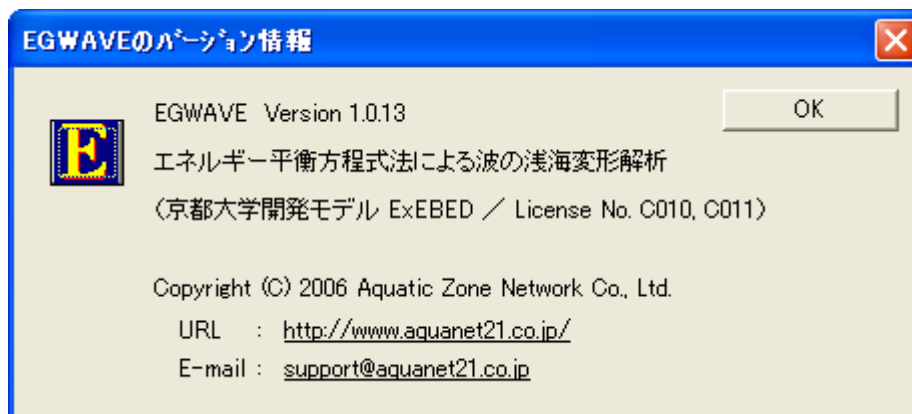 EGWAVEのバージョン情報
E
EGWAVE Version 1.0.13
OK
エネルギー平衡方程式法による波の浅海変形解析
（京都大学開発モデル ExEBED ／ License No. C010, C011）
Copyright (C) 2006 Aquatic Zone Network Co., Ltd.
URL : http://www.aquanet21.co.jp/
E-mail : support@aquanet21.co.jp